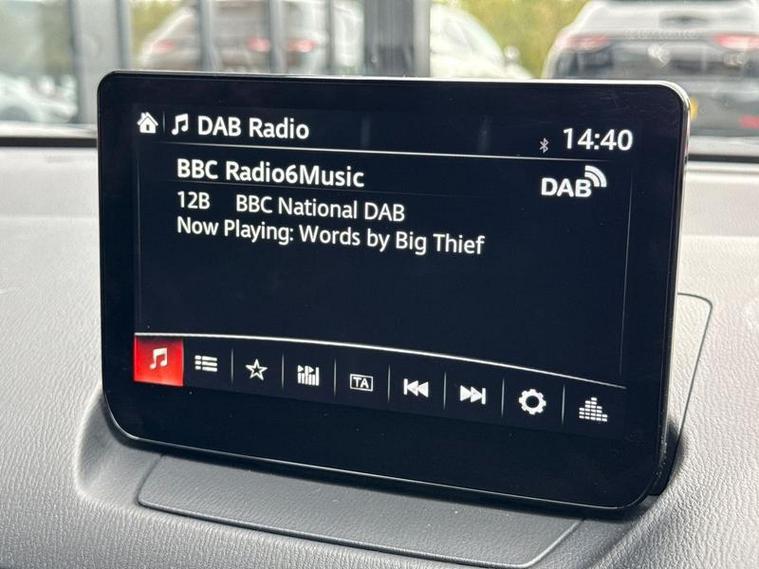 DAB Radio
14:40
BBC Radio6Music
DAB
12B BBC National DAB
Now Playing: Words by Big Thief
TA